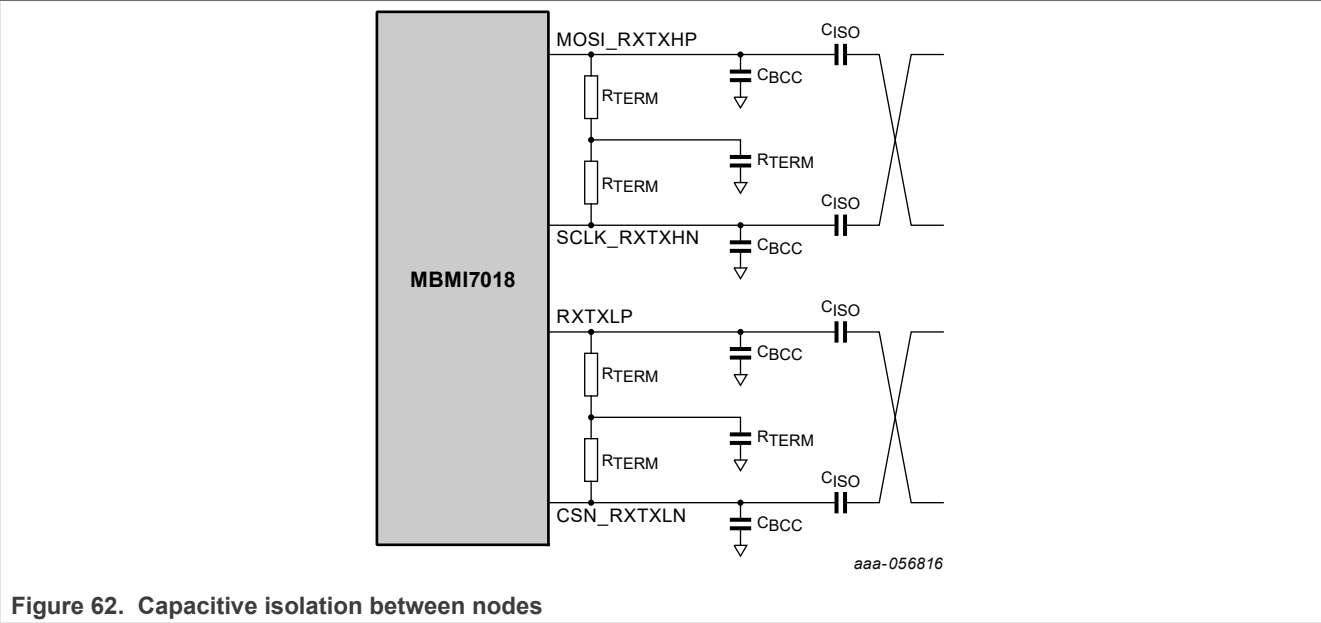 CISO
MOSI_RXTXHP
CBCC
RTERM
RTERM
RTERM
CISO
SCLK_RXTXHN
CBCC
MBMI7018
CISO
RXTXLP
CBCC
RTERM
RTERM
RTERM
CISO
CSN_RXTXLN
CBCC
aaa-056816
Figure 62. Capacitive isolation between nodes